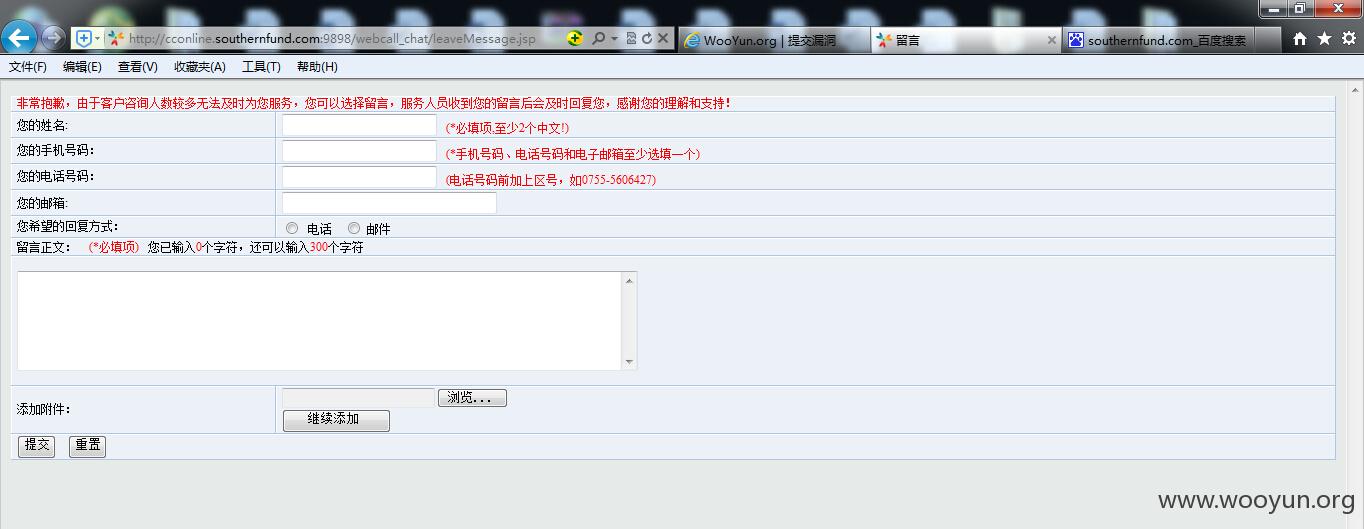 http://cconline.southernfund.com:9898/webcall_chat/leaveMessage.jsp
WooYun.org | 提交漏洞
留言
southernfund.com_百度搜索
文件(F) 编辑(E) 查看(V) 收藏夹(A) 工具(T) 帮助(H)
非常抱歉，由于客户咨询人数较多无法及时为您服务，您可以选择留言，服务人员收到您的留言后会及时回复您，感谢您的理解和支持！
您的姓名: (*必填项,至少2个中文!)
您的手机号码： (*手机号码、电话号码和电子邮箱至少选填一个)
您的电话号码： (电话号码前加上区号，如0755-5606427)
您的邮箱:
您希望的回复方式： 电话 邮件
留言正文： (*必填项) 您已输入0个字符，还可以输入300个字符
添加附件： 浏览...
继续添加
提交 重置
www.wooyun.org